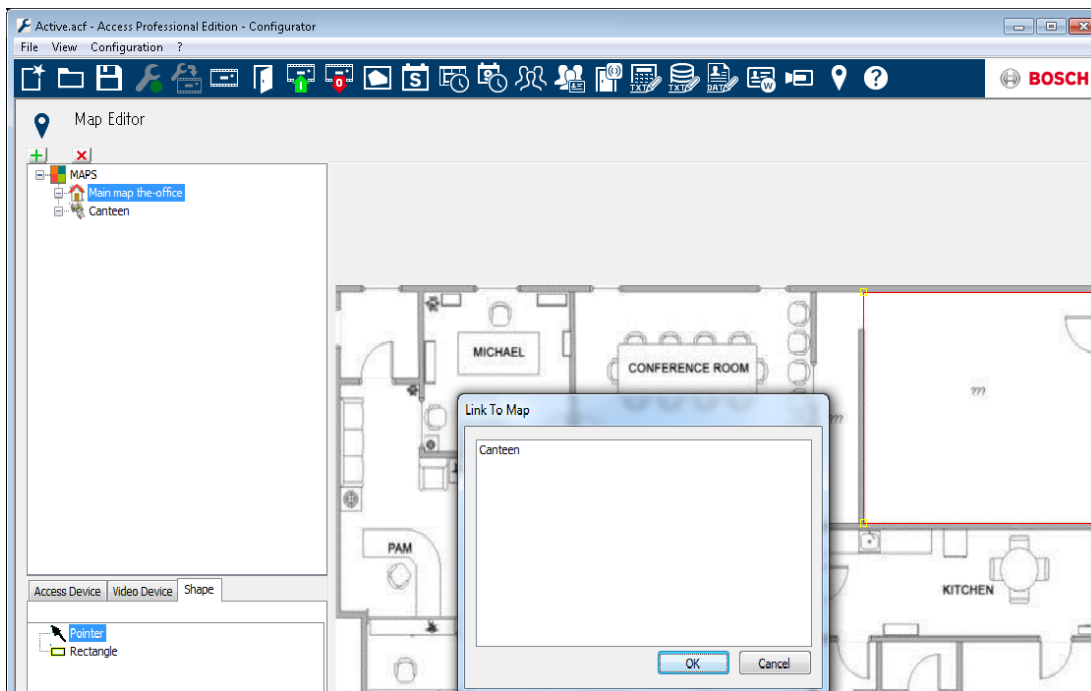 Active.acf - Access Professional Edition - Configurator
File View Configuration ?
S TXT TXT DATA W ? BOSCH
Map Editor
MAPS
Main map the-office
Canteen
MICHAEL
CONFERENCE ROOM
???
Link To Map
???
Canteen
PAM
KITCHEN
Access Device Video Device Shape
Pointer
Rectangle
OK Cancel